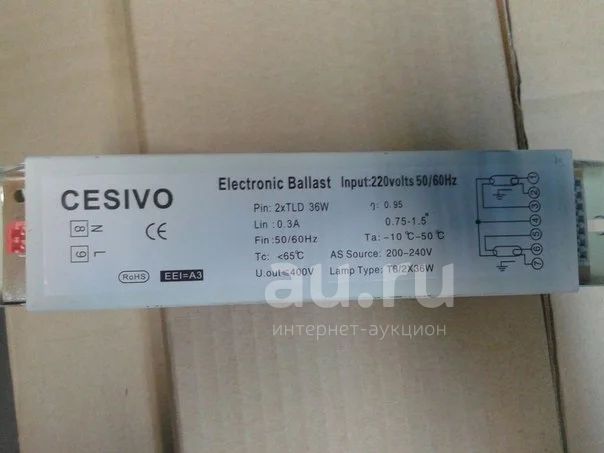 CESIVO
8 N
9 L
CE
RoHS
EEI=A3
Electronic Ballast Input:220volts 50/60Hz
Pin: 2xTLD 36W η: 0.95
Lin: 0.3A 0.75-1.5"
Fin: 50/60Hz Ta: -10℃-50℃
Tc: <65℃ AS Source: 200-240V
U.out≤400V Lamp Type: T8/2X36W
1
2
3
4
5
6
7
au.ru
интернет-аукцион